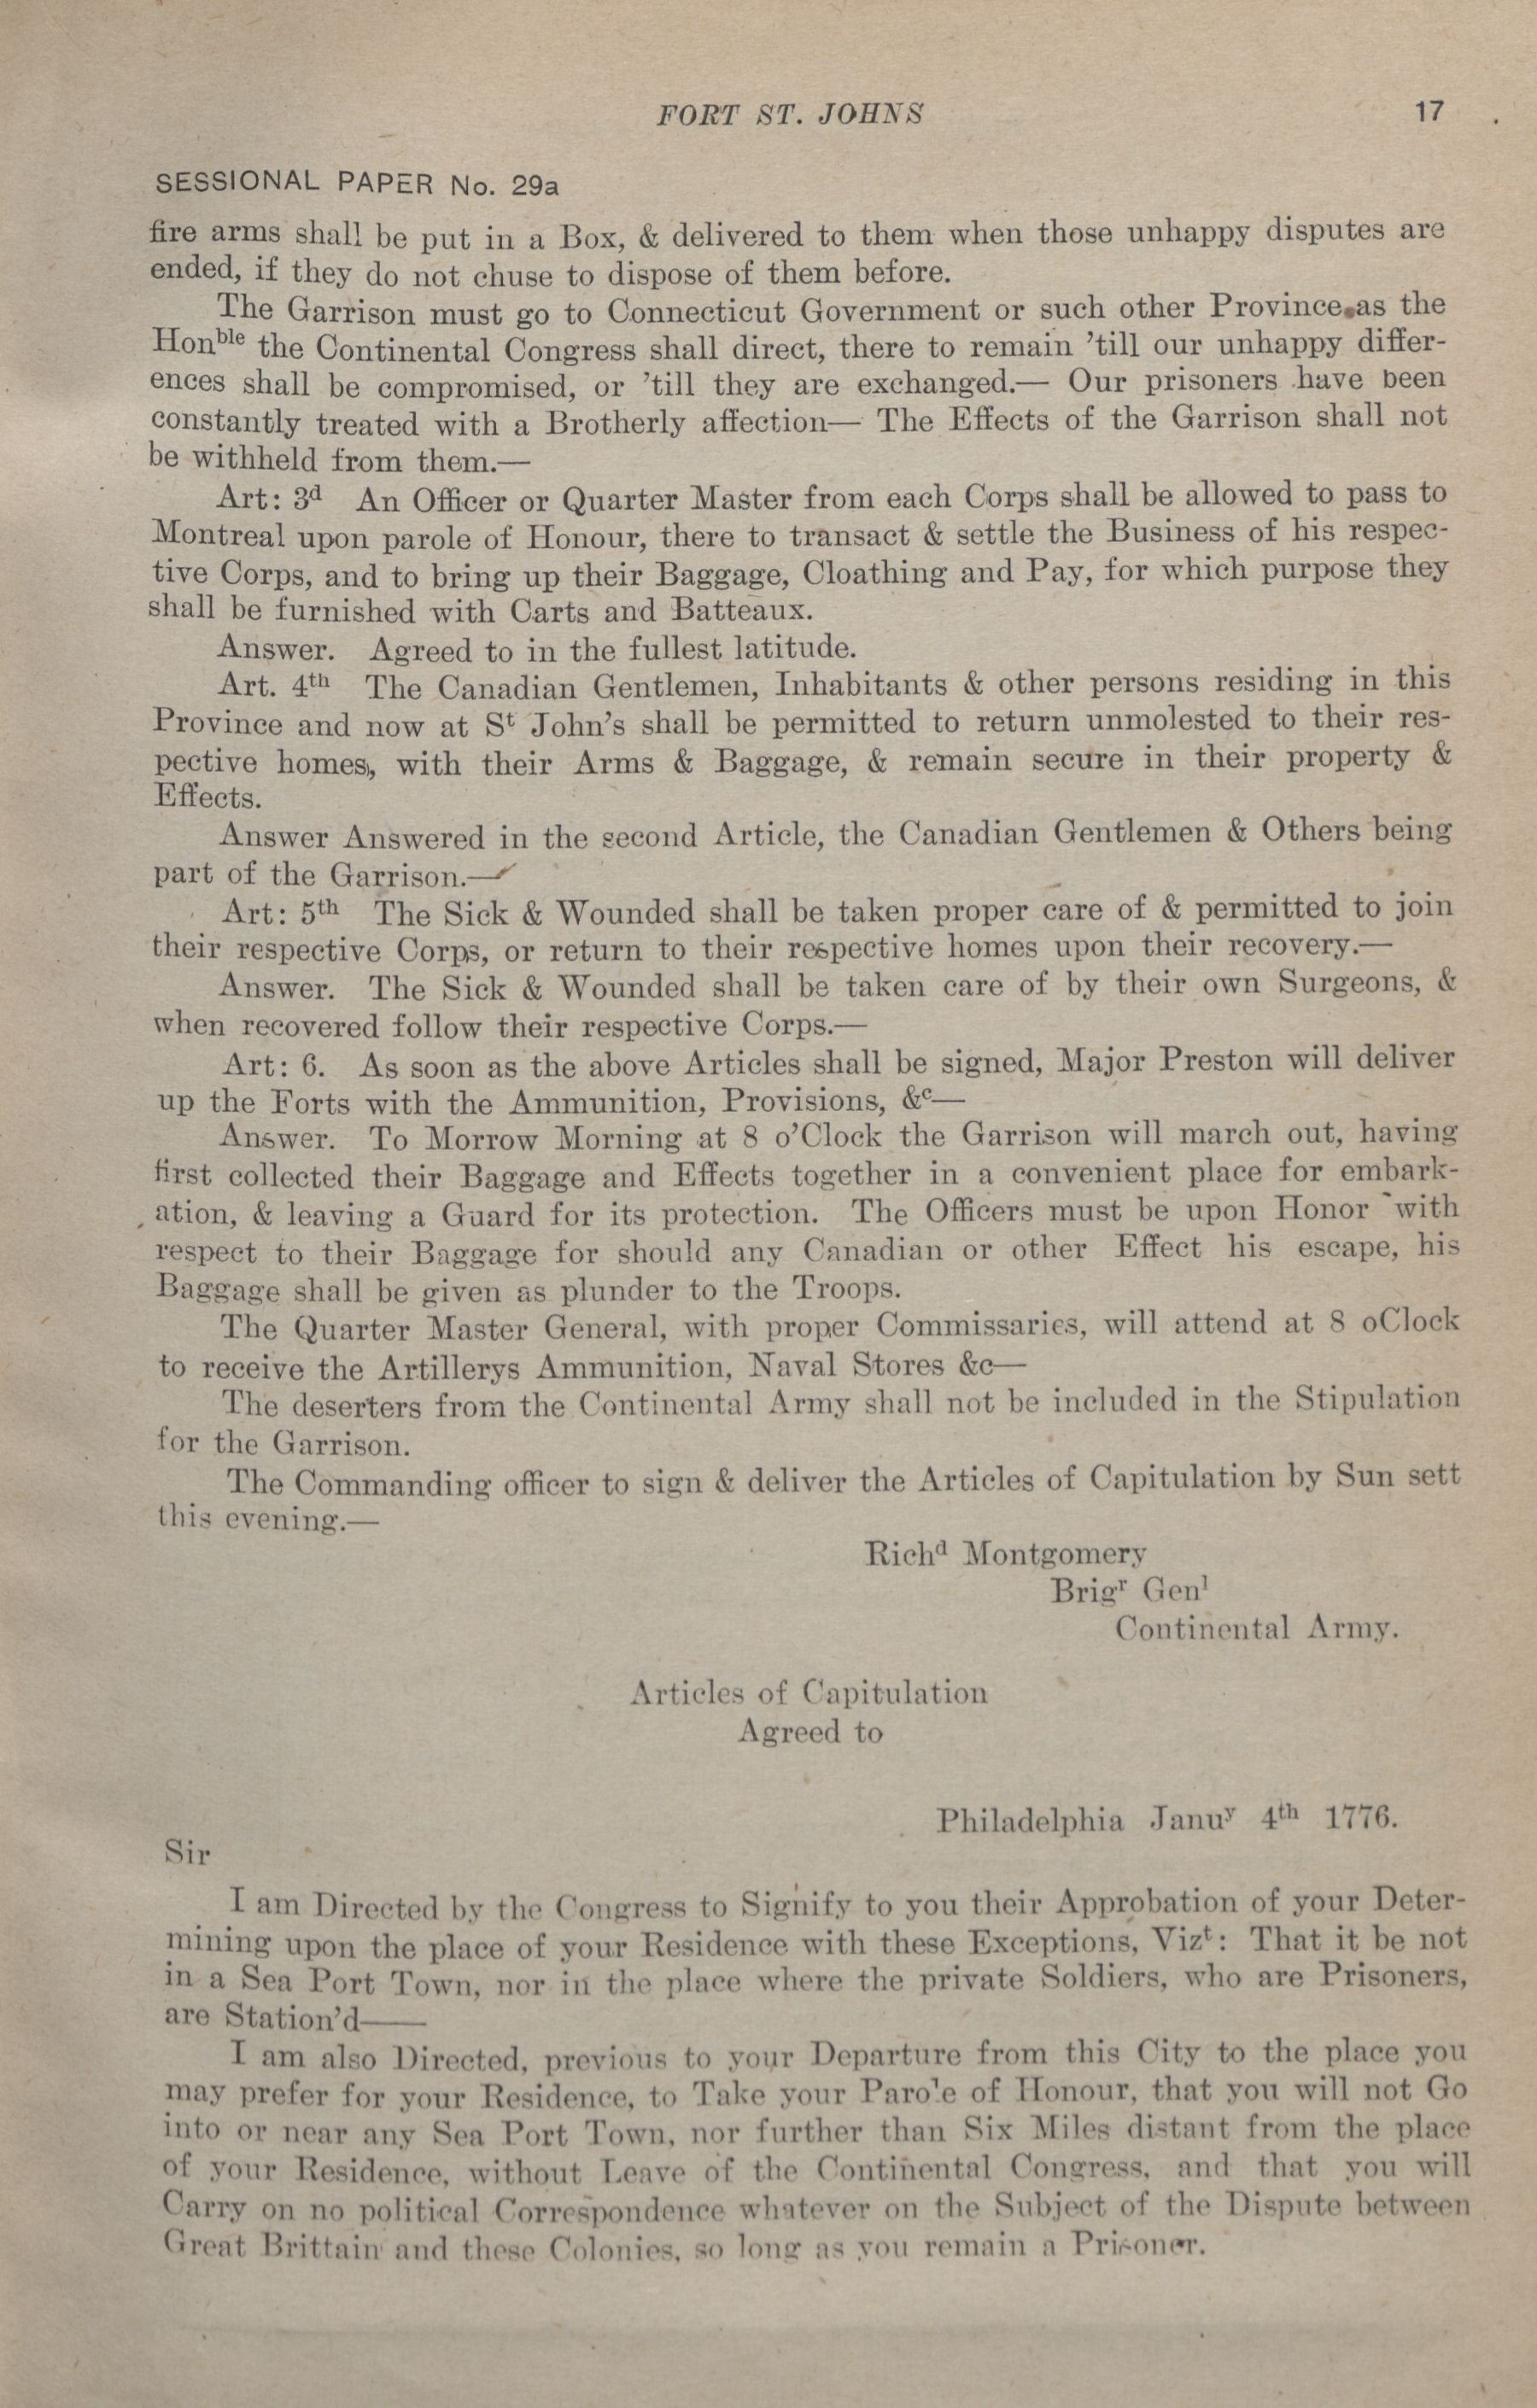 FORT ST. JOHNS 17
SESSIONAL PAPER No. 29a
fire arms shall be put in a Box, & delivered to them when those unhappy disputes are
ended, if they do not chuse to dispose of them before.
The Garrison must go to Connecticut Government or such other Province as the
Honble the Continental Congress shall direct, there to remain 'till our unhappy differ-
ences shall be compromised, or 'till they are exchanged.— Our prisoners have been
constantly treated with a Brotherly affection— The Effects of the Garrison shall not
be withheld from them.—
Art: 3d An Officer or Quarter Master from each Corps shall be allowed to pass to
Montreal upon parole of Honour, there to transact & settle the Business of his respec-
tive Corps, and to bring up their Baggage, Cloathing and Pay, for which purpose they
shall be furnished with Carts and Batteaux.
Answer. Agreed to in the fullest latitude.
Art. 4th The Canadian Gentlemen, Inhabitants & other persons residing in this
Province and now at St John's shall be permitted to return unmolested to their res-
pective homes, with their Arms & Baggage, & remain secure in their property &
Effects.
Answer Answered in the second Article, the Canadian Gentlemen & Others being
part of the Garrison.—
Art: 5th The Sick & Wounded shall be taken proper care of & permitted to join
their respective Corps, or return to their respective homes upon their recovery.—
Answer. The Sick & Wounded shall be taken care of by their own Surgeons, &
when recovered follow their respective Corps.—
Art: 6. As soon as the above Articles shall be signed, Major Preston will deliver
up the Forts with the Ammunition, Provisions, &c—
Answer. To Morrow Morning at 8 o'Clock the Garrison will march out, having
first collected their Baggage and Effects together in a convenient place for embark-
ation, & leaving a Guard for its protection. The Officers must be upon Honor with
respect to their Baggage for should any Canadian or other Effect his escape, his
Baggage shall be given as plunder to the Troops.
The Quarter Master General, with proper Commissaries, will attend at 8 oClock
to receive the Artillerys Ammunition, Naval Stores &c—
The deserters from the Continental Army shall not be included in the Stipulation
for the Garrison.
The Commanding officer to sign & deliver the Articles of Capitulation by Sun sett
this evening.—
Richd Montgomery
Brigr Genl
Continental Army.
Articles of Capitulation
Agreed to
Philadelphia Januy 4th 1776.
Sir
I am Directed by the Congress to Signify to you their Approbation of your Deter-
mining upon the place of your Residence with these Exceptions, Vizt: That it be not
in a Sea Port Town, nor in the place where the private Soldiers, who are Prisoners,
are Station'd——
I am also Directed, previous to your Departure from this City to the place you
may prefer for your Residence, to Take your Parole of Honour, that you will not Go
into or near any Sea Port Town, nor further than Six Miles distant from the place
of your Residence, without Leave of the Continental Congress, and that you will
Carry on no political Correspondence whatever on the Subject of the Dispute between
Great Brittain and these Colonies, so long as you remain a Prisoner.